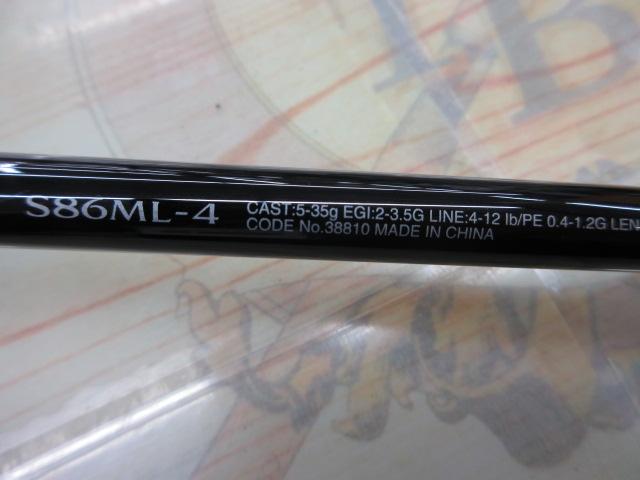 S86ML-4 CAST:5-35g EGI:2-3.5G LINE:4-12 lb/PE 0.4-1.2G LEN
CODE No.38810 MADE IN CHINA